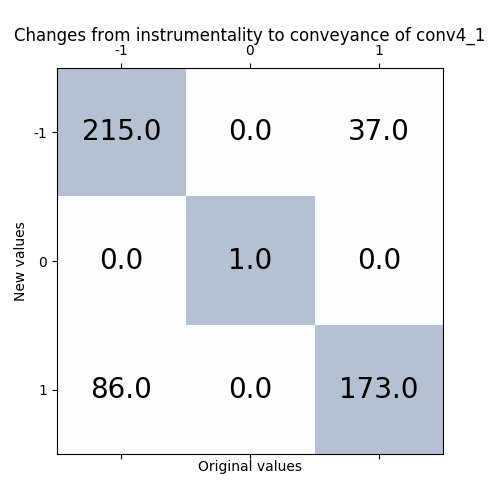 Changes from instrumentality to conveyance of conv4_1
-1 0 1
-1 215.0 0.0 37.0
0 0.0 1.0 0.0
1 86.0 0.0 173.0
New values
Original values